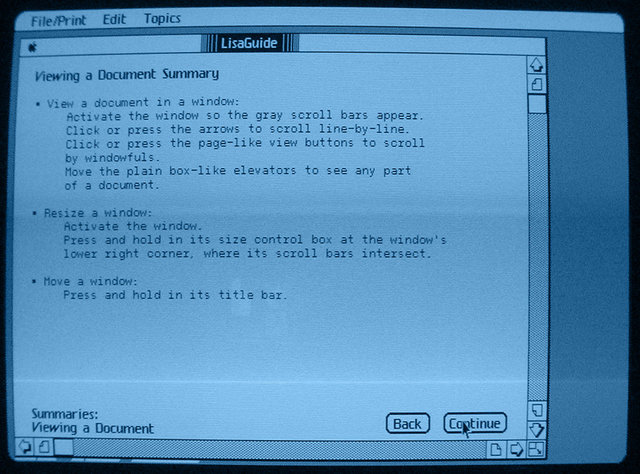 File/Print Edit Topics
LisaGuide
Viewing a Document Summary
• View a document in a window:
Activate the window so the gray scroll bars appear.
Click or press the arrows to scroll line-by-line.
Click or press the page-like view buttons to scroll
by windowfuls.
Move the plain box-like elevators to see any part
of a document.
• Resize a window:
Activate the window.
Press and hold in its size control box at the window's
lower right corner, where its scroll bars intersect.
• Move a window:
Press and hold in its title bar.
Summaries:
Viewing a Document
Back Continue